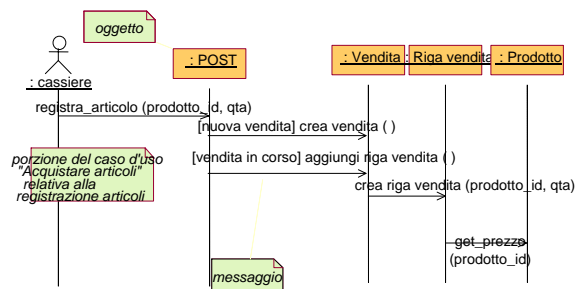 oggetto
: cassiere
: POST
: Vendita
: Riga vendita
: Prodotto
registra_articolo (prodotto_id, qta)
[nuova vendita] crea vendita ( )
porzione del caso d'uso
"Acquistare articoli"
relativa alla
registrazione articoli
[vendita in corso] aggiungi riga vendita ( )
crea riga vendita (prodotto_id, qta)
get_prezzo
(prodotto_id)
messaggio